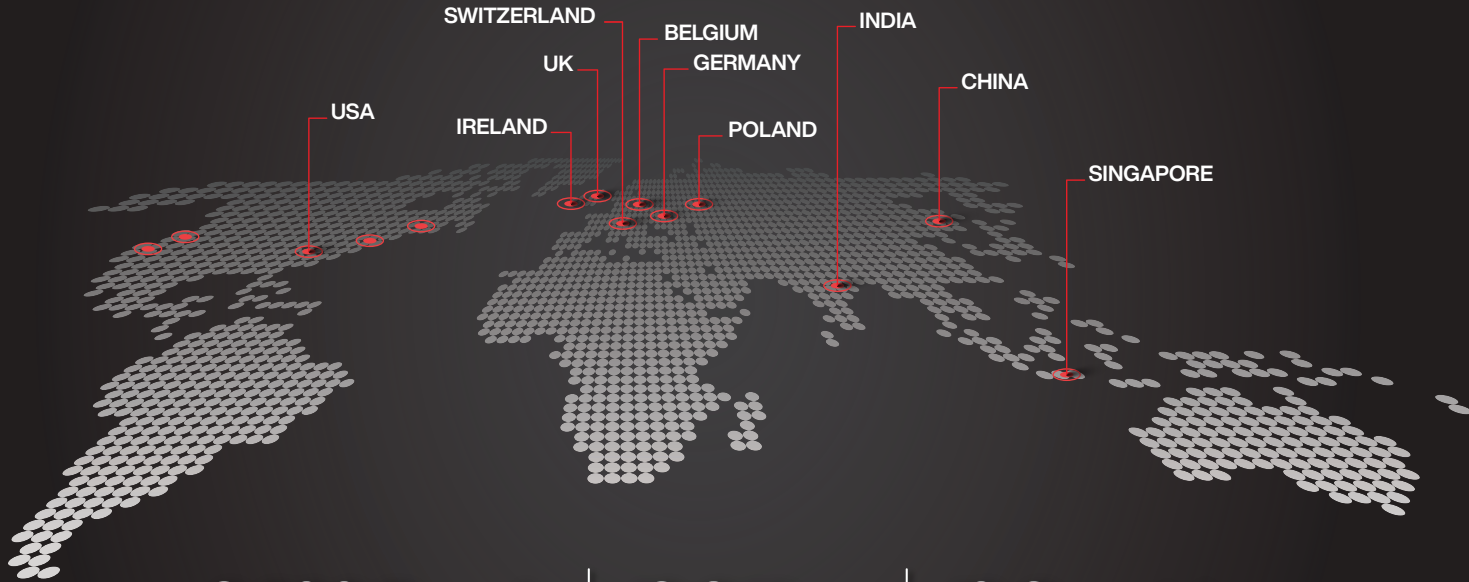 SWITZERLAND
INDIA
BELGIUM
UK
GERMANY
CHINA
USA
IRELAND
POLAND
SINGAPORE